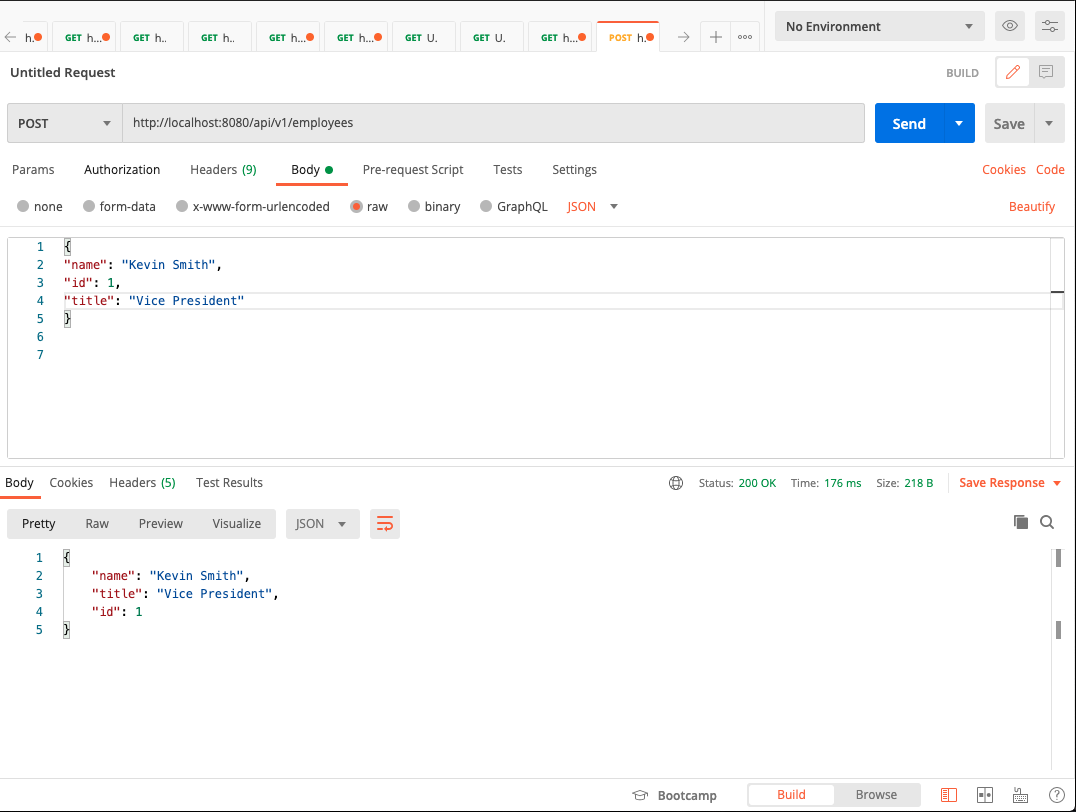 h. GET h... GET h.. GET h.. GET h... GET h... GET U. GET U. GET h... POST h. No Environment
Untitled Request BUILD
POST http://localhost:8080/api/v1/employees Send Save
Params Authorization Headers (9) Body Pre-request Script Tests Settings Cookies Code
none form-data x-www-form-urlencoded raw binary GraphQL JSON Beautify
1 {
2 "name": "Kevin Smith",
3 "id": 1,
4 "title": "Vice President"
5 }
6
7
Body Cookies Headers (5) Test Results Status: 200 OK Time: 176 ms Size: 218 B Save Response
Pretty Raw Preview Visualize JSON
1 {
2 "name": "Kevin Smith",
3 "title": "Vice President",
4 "id": 1
5 }
Bootcamp Build Browse